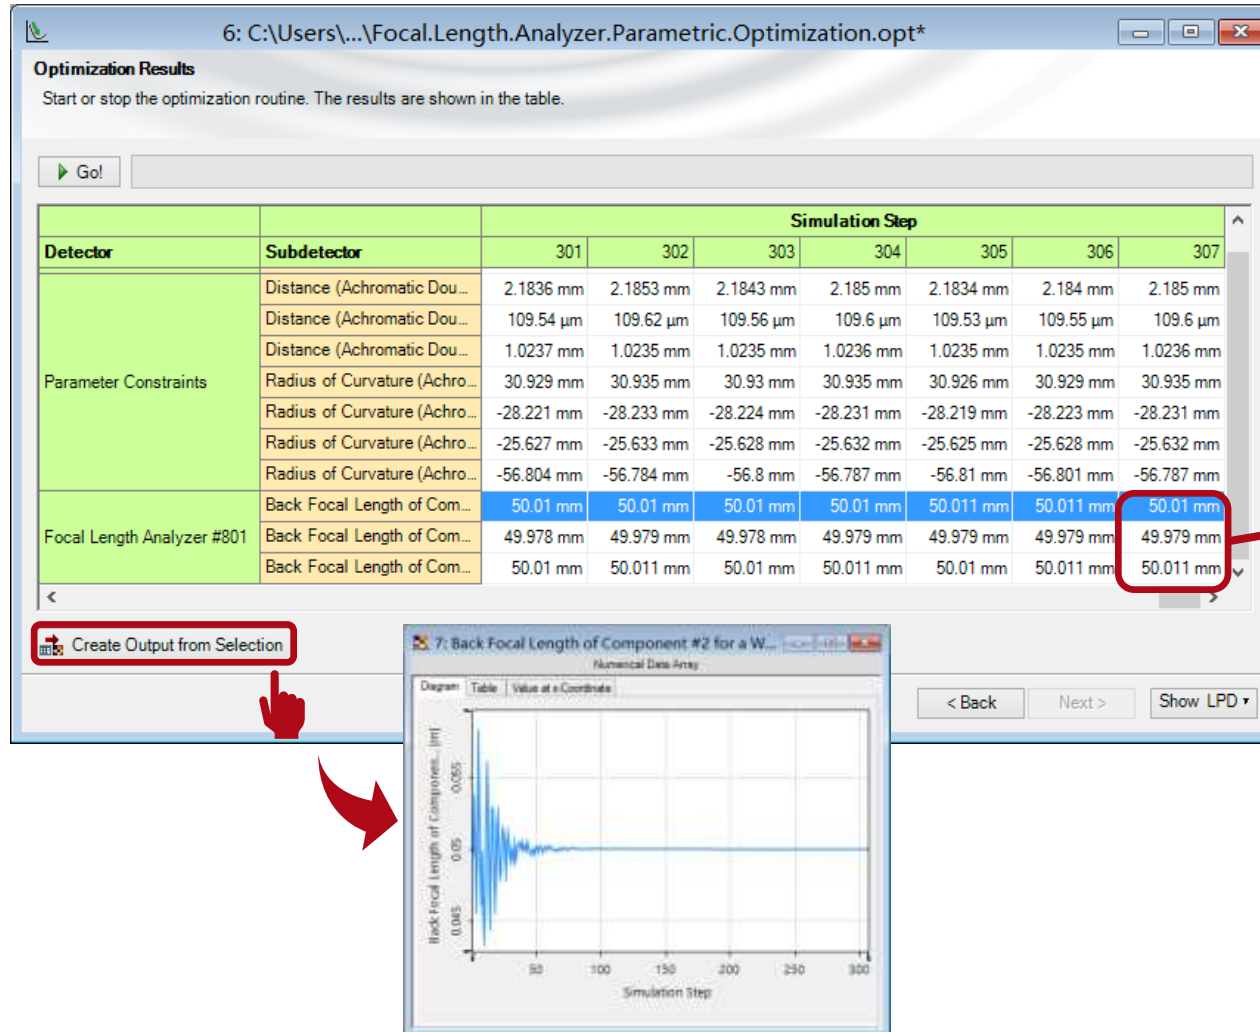 6: C:\Users\...\Focal.Length.Analyzer.Parametric.Optimization.opt*
Optimization Results
Start or stop the optimization routine. The results are shown in the table.
Go!
Simulation Step
Detector Subdetector 301 302 303 304 305 306 307
Distance (Achromatic Dou... 2.1836 mm 2.1853 mm 2.1843 mm 2.185 mm 2.1834 mm 2.184 mm 2.185 mm
Distance (Achromatic Dou... 109.54 µm 109.62 µm 109.56 µm 109.6 µm 109.53 µm 109.55 µm 109.6 µm
Distance (Achromatic Dou... 1.0237 mm 1.0235 mm 1.0235 mm 1.0236 mm 1.0235 mm 1.0235 mm 1.0236 mm
Parameter Constraints Radius of Curvature (Achro... 30.929 mm 30.935 mm 30.93 mm 30.935 mm 30.926 mm 30.929 mm 30.935 mm
Radius of Curvature (Achro... -28.221 mm -28.233 mm -28.224 mm -28.231 mm -28.219 mm -28.223 mm -28.231 mm
Radius of Curvature (Achro... -25.627 mm -25.633 mm -25.628 mm -25.632 mm -25.625 mm -25.628 mm -25.632 mm
Radius of Curvature (Achro... -56.804 mm -56.784 mm -56.8 mm -56.787 mm -56.81 mm -56.801 mm -56.787 mm
Back Focal Length of Com... 50.01 mm 50.01 mm 50.01 mm 50.01 mm 50.011 mm 50.011 mm 50.01 mm
Focal Length Analyzer #801 Back Focal Length of Com... 49.978 mm 49.979 mm 49.978 mm 49.979 mm 49.979 mm 49.979 mm 49.979 mm
Back Focal Length of Com... 50.01 mm 50.011 mm 50.01 mm 50.011 mm 50.01 mm 50.011 mm 50.011 mm
Create Output from Selection
< Back Next > Show LPD
7: Back Focal Length of Component #2 for a W...
Numerical Data Array
Diagram Table Value at x-Coordinate
Back Focal Length of Componen... [m]
0.055
0.05
0.045
50 100 150 200 250 300
Simulation Step